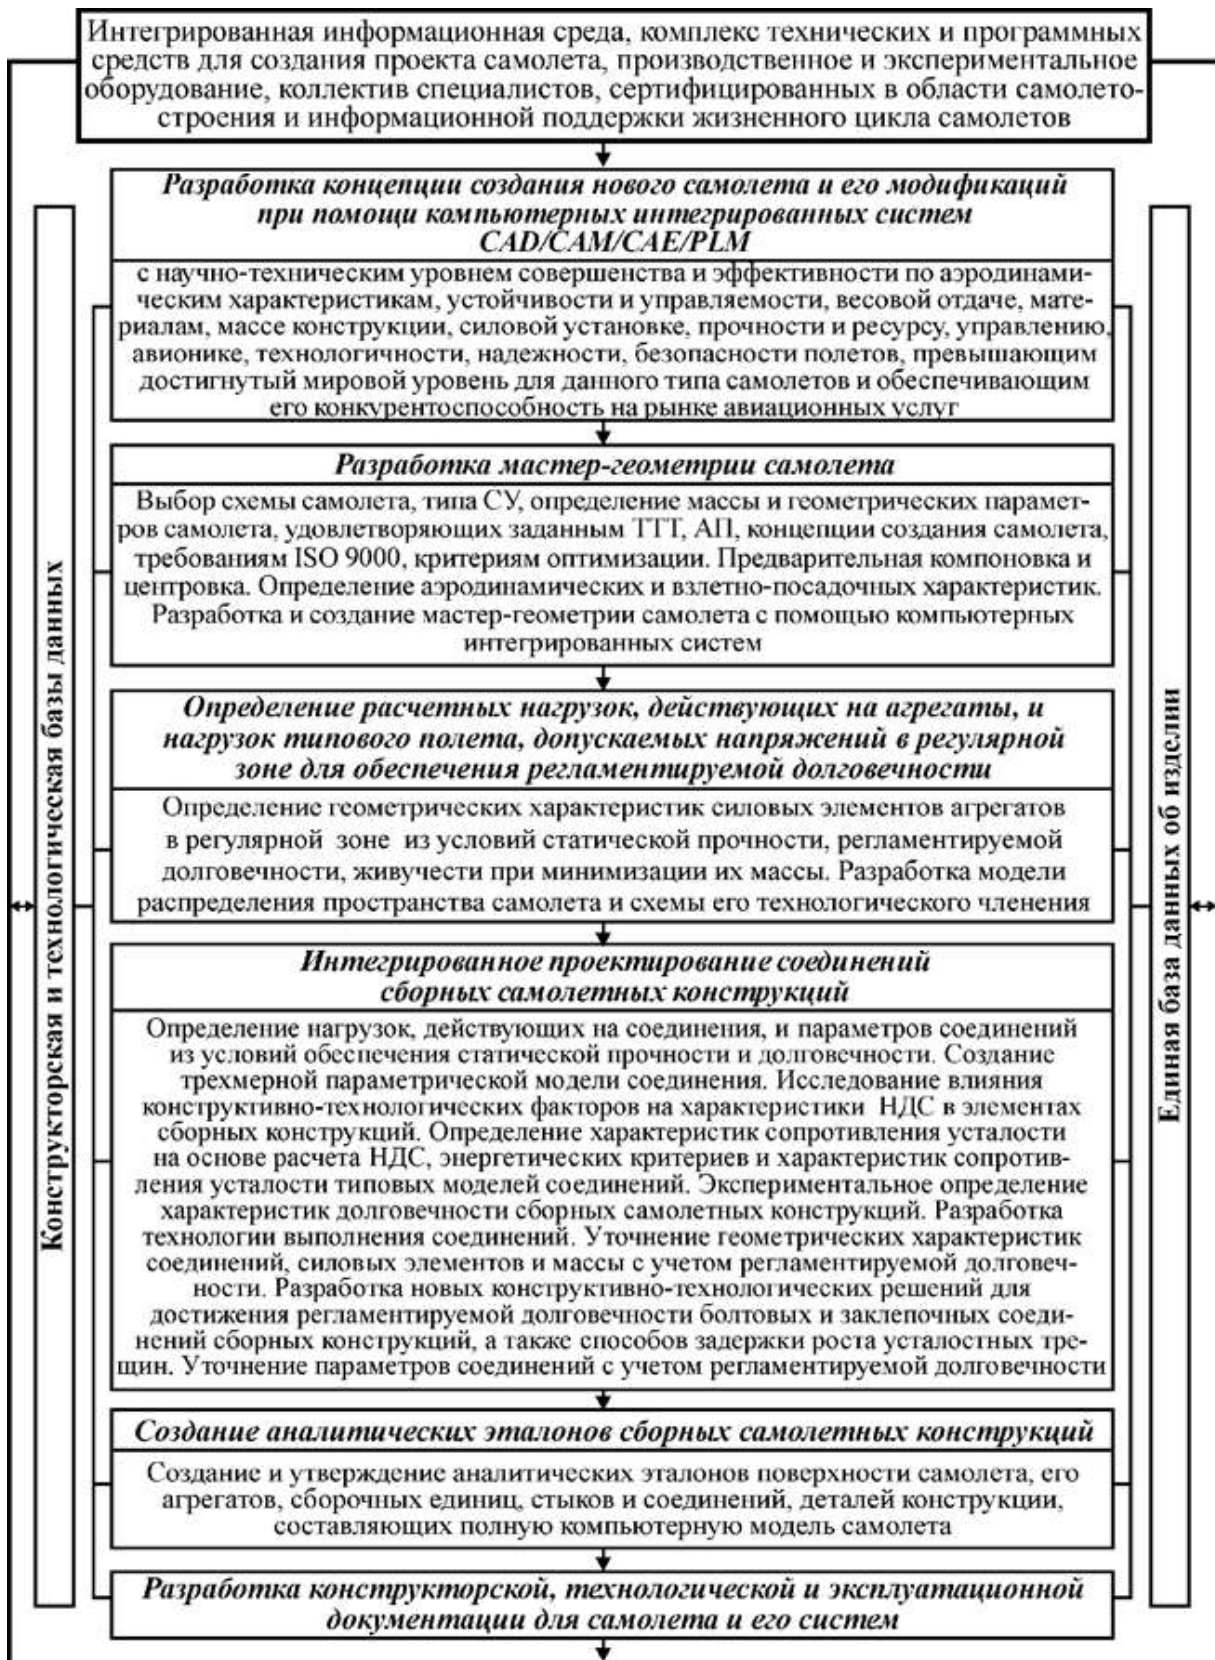 Интегрированная информационная среда, комплекс технических и программных
средств для создания проекта самолета, производственное и экспериментальное
оборудование, коллектив специалистов, сертифицированных в области самолето-
строения и информационной поддержки жизненного цикла самолетов
Разработка концепции создания нового самолета и его модификаций
при помощи компьютерных интегрированных систем
CAD/CAM/CAE/PLM
с научно-техническим уровнем совершенства и эффективности по аэродинами-
ческим характеристикам, устойчивости и управляемости, весовой отдаче, мате-
риалам, массе конструкции, силовой установке, прочности и ресурсу, управлению,
авионике, технологичности, надежности, безопасности полетов, превышающим
достигнутый мировой уровень для данного типа самолетов и обеспечивающим
его конкурентоспособность на рынке авиационных услуг
Разработка мастер-геометрии самолета
Выбор схемы самолета, типа СУ, определение массы и геометрических парамет-
ров самолета, удовлетворяющих заданным ТТТ, АП, концепции создания самолета,
требованиям ISO 9000, критериям оптимизации. Предварительная компоновка и
центровка. Определение аэродинамических и взлетно-посадочных характеристик.
Разработка и создание мастер-геометрии самолета с помощью компьютерных
интегрированных систем
Определение расчетных нагрузок, действующих на агрегаты, и
нагрузок типового полета, допускаемых напряжений в регулярной
зоне для обеспечения регламентируемой долговечности
Определение геометрических характеристик силовых элементов агрегатов
в регулярной зоне из условий статической прочности, регламентируемой
долговечности, живучести при минимизации их массы. Разработка модели
распределения пространства самолета и схемы его технологического членения
Интегрированное проектирование соединений
сборных самолетных конструкций
Определение нагрузок, действующих на соединения, и параметров соединений
из условий обеспечения статической прочности и долговечности. Создание
трехмерной параметрической модели соединения. Исследование влияния
конструктивно-технологических факторов на характеристики НДС в элементах
сборных конструкций. Определение характеристик сопротивления усталости
на основе расчета НДС, энергетических критериев и характеристик сопротив-
ления усталости типовых моделей соединений. Экспериментальное определение
характеристик долговечности сборных самолетных конструкций. Разработка
технологии выполнения соединений. Уточнение геометрических характеристик
соединений, силовых элементов и массы с учетом регламентируемой долговеч-
ности. Разработка новых конструктивно-технологических решений для
достижения регламентируемой долговечности болтовых и заклепочных соеди-
нений сборных конструкций, а также способов задержки роста усталостных тре-
щин. Уточнение параметров соединений с учетом регламентируемой долговечности
Создание аналитических эталонов сборных самолетных конструкций
Создание и утверждение аналитических эталонов поверхности самолета, его
агрегатов, сборочных единиц, стыков и соединений, деталей конструкции,
составляющих полную компьютерную модель самолета
Разработка конструкторской, технологической и эксплуатационной
документации для самолета и его систем
Конструкторская и технологическая базы данных
Единая база данных об изделии